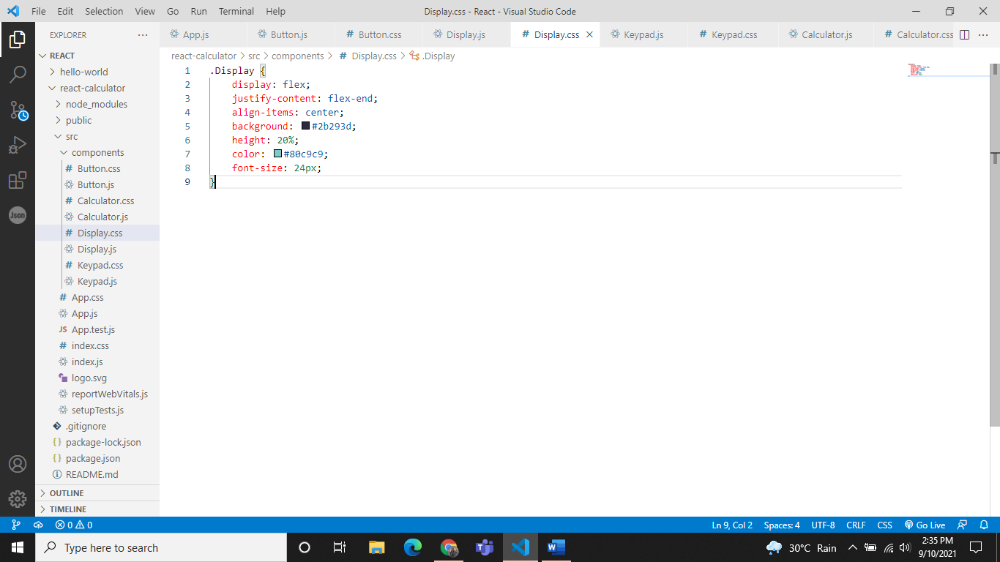 File Edit Selection View Go Run Terminal Help Display.css - React - Visual Studio Code
EXPLORER
App.js Button.js Button.css Display.js Display.css Keypad.js Keypad.css Calculator.js Calculator.css
react-calculator > src > components > # Display.css > .Display
REACT
hello-world
react-calculator
node_modules
public
src
components
# Button.css
Button.js
# Calculator.css
Calculator.js
# Display.css
Display.js
# Keypad.css
Keypad.js
# App.css
App.js
JS App.test.js
# index.css
index.js
logo.svg
reportWebVitals.js
setupTests.js
.gitignore
{} package-lock.json
{} package.json
README.md
OUTLINE
TIMELINE
Json
1 .Display {
2 display: flex;
3 justify-content: flex-end;
4 align-items: center;
5 background: #2b293d;
6 height: 20%;
7 color: #80c9c9;
8 font-size: 24px;
9 }
0 0 Ln 9, Col 2 Spaces: 4 UTF-8 CRLF CSS Go Live
Type here to search
30°C Rain
2:35 PM
9/10/2021